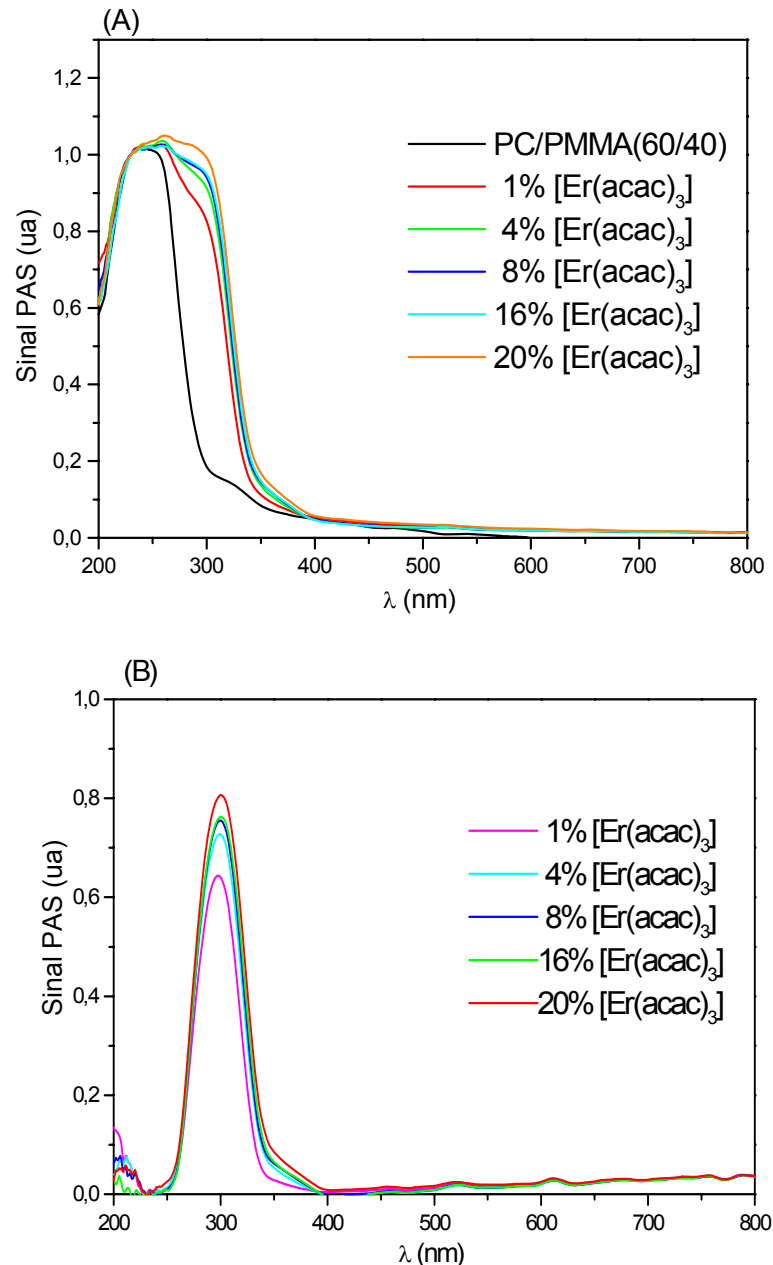 (A)
1,2
1,0
0,8
0,6
0,4
0,2
0,0
Sinal PAS (ua)
PC/PMMA(60/40)
1% [Er(acac)3]
4% [Er(acac)3]
8% [Er(acac)3]
16% [Er(acac)3]
20% [Er(acac)3]
200 300 400 500 600 700 800
λ (nm)
(B)
1,0
0,8
0,6
0,4
0,2
0,0
Sinal PAS (ua)
1% [Er(acac)3]
4% [Er(acac)3]
8% [Er(acac)3]
16% [Er(acac)3]
20% [Er(acac)3]
200 300 400 500 600 700 800
λ (nm)